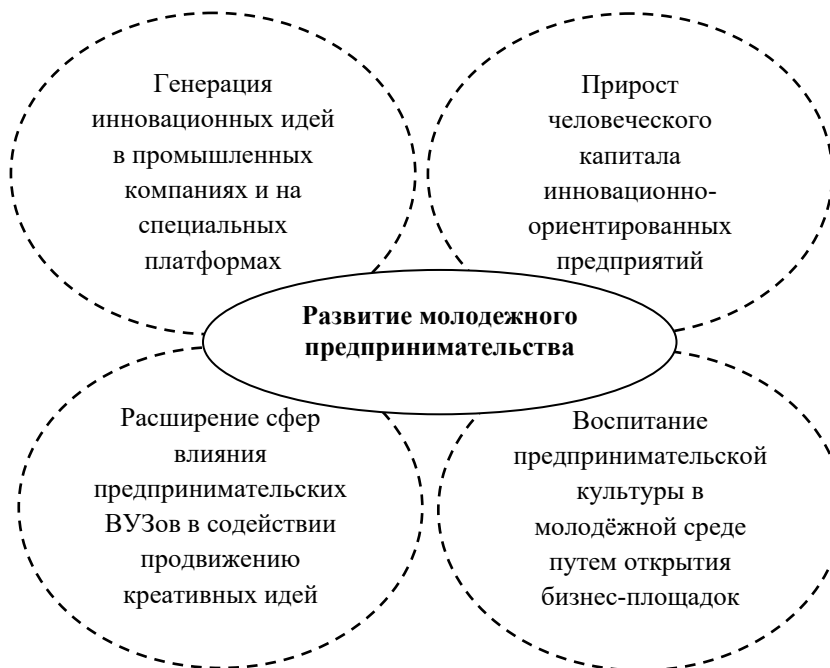 Генерация
инновационных идей
в промышленных
компаниях и на
специальных
платформах
Прирост
человеческого
капитала
инновационно-
ориентированных
предприятий
Развитие молодежного
предпринимательства
Расширение сфер
влияния
предпринимательских
ВУЗов в содействии
продвижению
креативных идей
Воспитание
предпринимательской
культуры в
молодёжной среде
путем открытия
бизнес-площадок